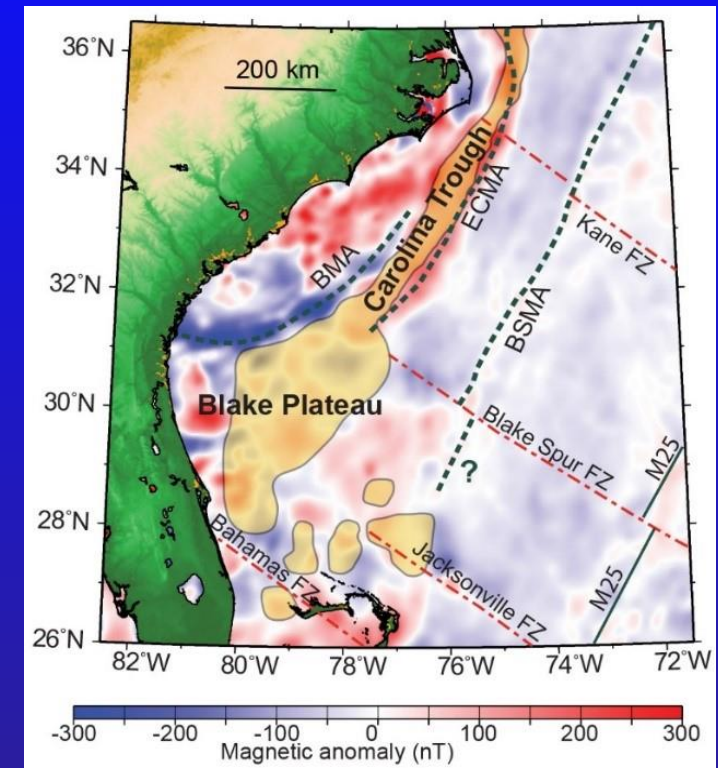 36°N
34°N
32°N
30°N
28°N
26°N
200 km
Carolina Trough
ECMA
BMA
Kane FZ
BSMA
Blake Plateau
Blake Spur FZ
?
M25
Bahamas FZ
Jacksonville FZ
M25
82°W 80°W 78°W 76°W 74°W 72°W
-300 -200 -100 0 100 200 300
Magnetic anomaly (nT)